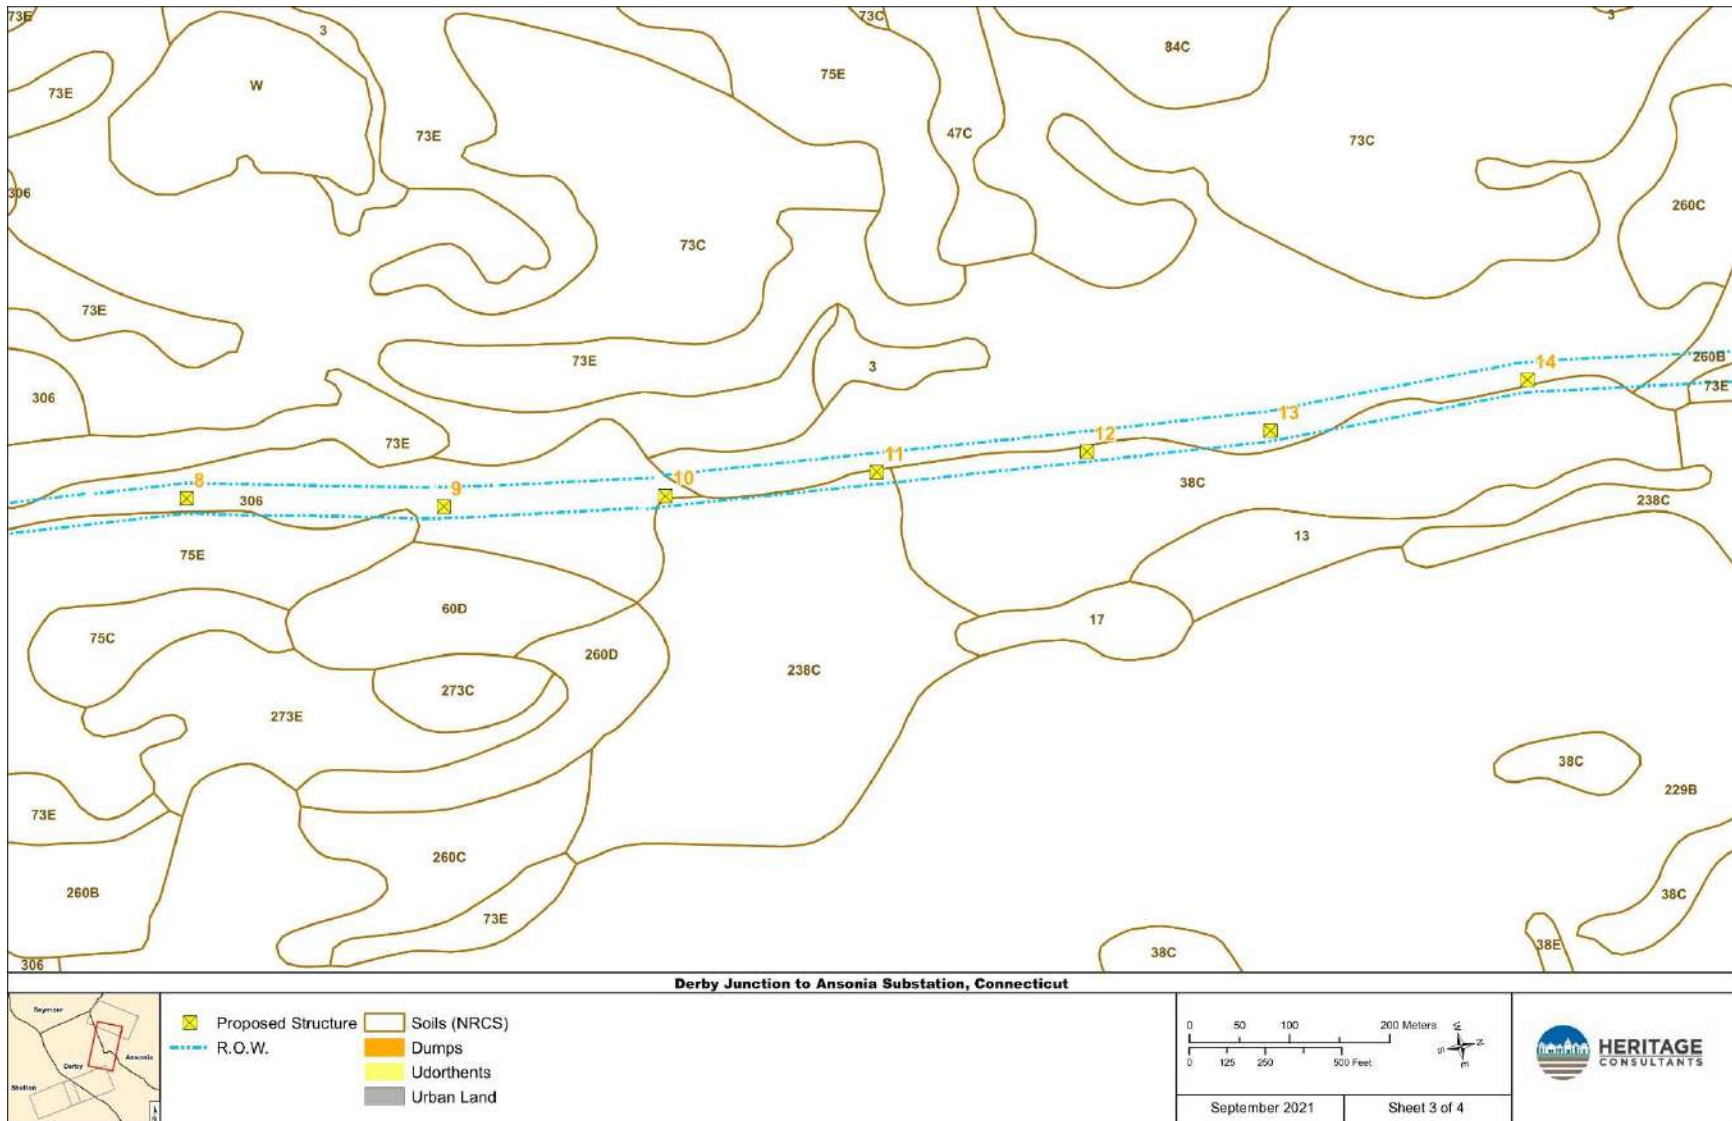 73E
3
73C
3
84C
75E
W
73E
73E
47C
73C
306
260C
73C
73E
73E
3
260B
73E
14
306
13
73E
12
11
8
10
9
306
38C
238C
75E
13
60D
75C
17
260D
238C
273C
273E
38C
229B
73E
260C
260B
38C
73E
38C
38E
306
Derby Junction to Ansonia Substation, Connecticut
Seymour
Ansonia
Derby
Shelton
Proposed Structure
R.O.W.
Soils (NRCS)
Dumps
Udorthents
Urban Land
0 50 100 200 Meters
0 125 250 500 Feet
W
N
S
E
September 2021
Sheet 3 of 4
HERITAGE
CONSULTANTS